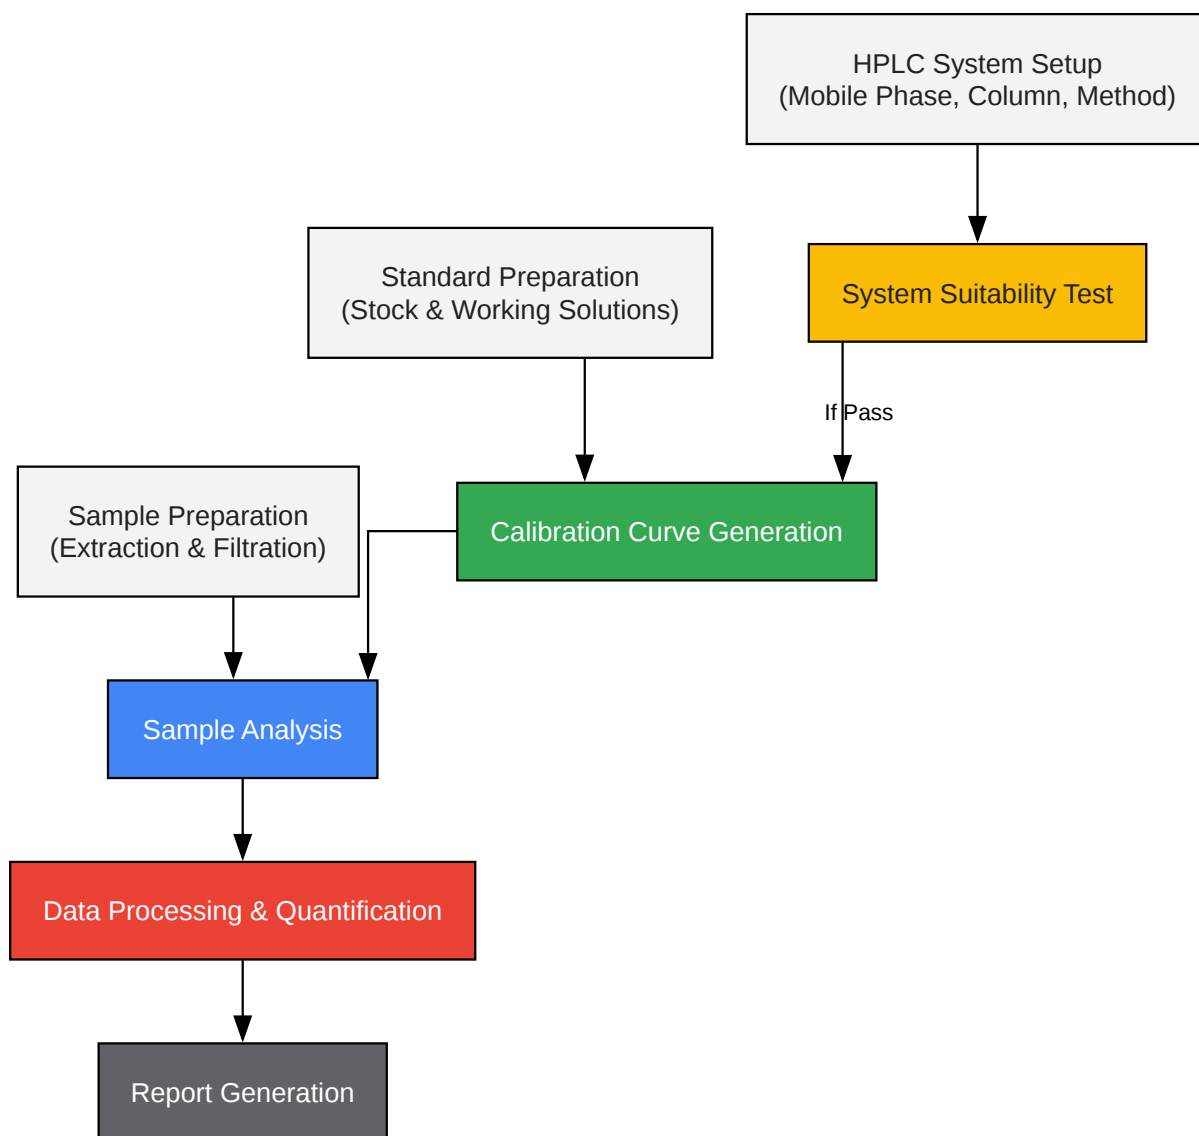 HPLC System Setup
(Mobile Phase, Column, Method)
Standard Preparation
(Stock & Working Solutions)
System Suitability Test
If Pass
Sample Preparation
(Extraction & Filtration)
Calibration Curve Generation
Sample Analysis
Data Processing & Quantification
Report Generation